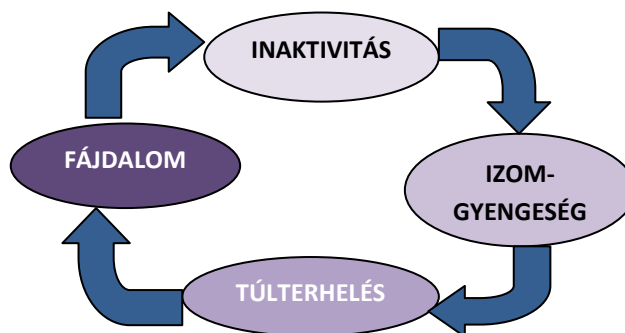 INAKTIVITÁS
IZOM-
GYENGESÉG
TÚLTERHELÉS
FÁJDALOM